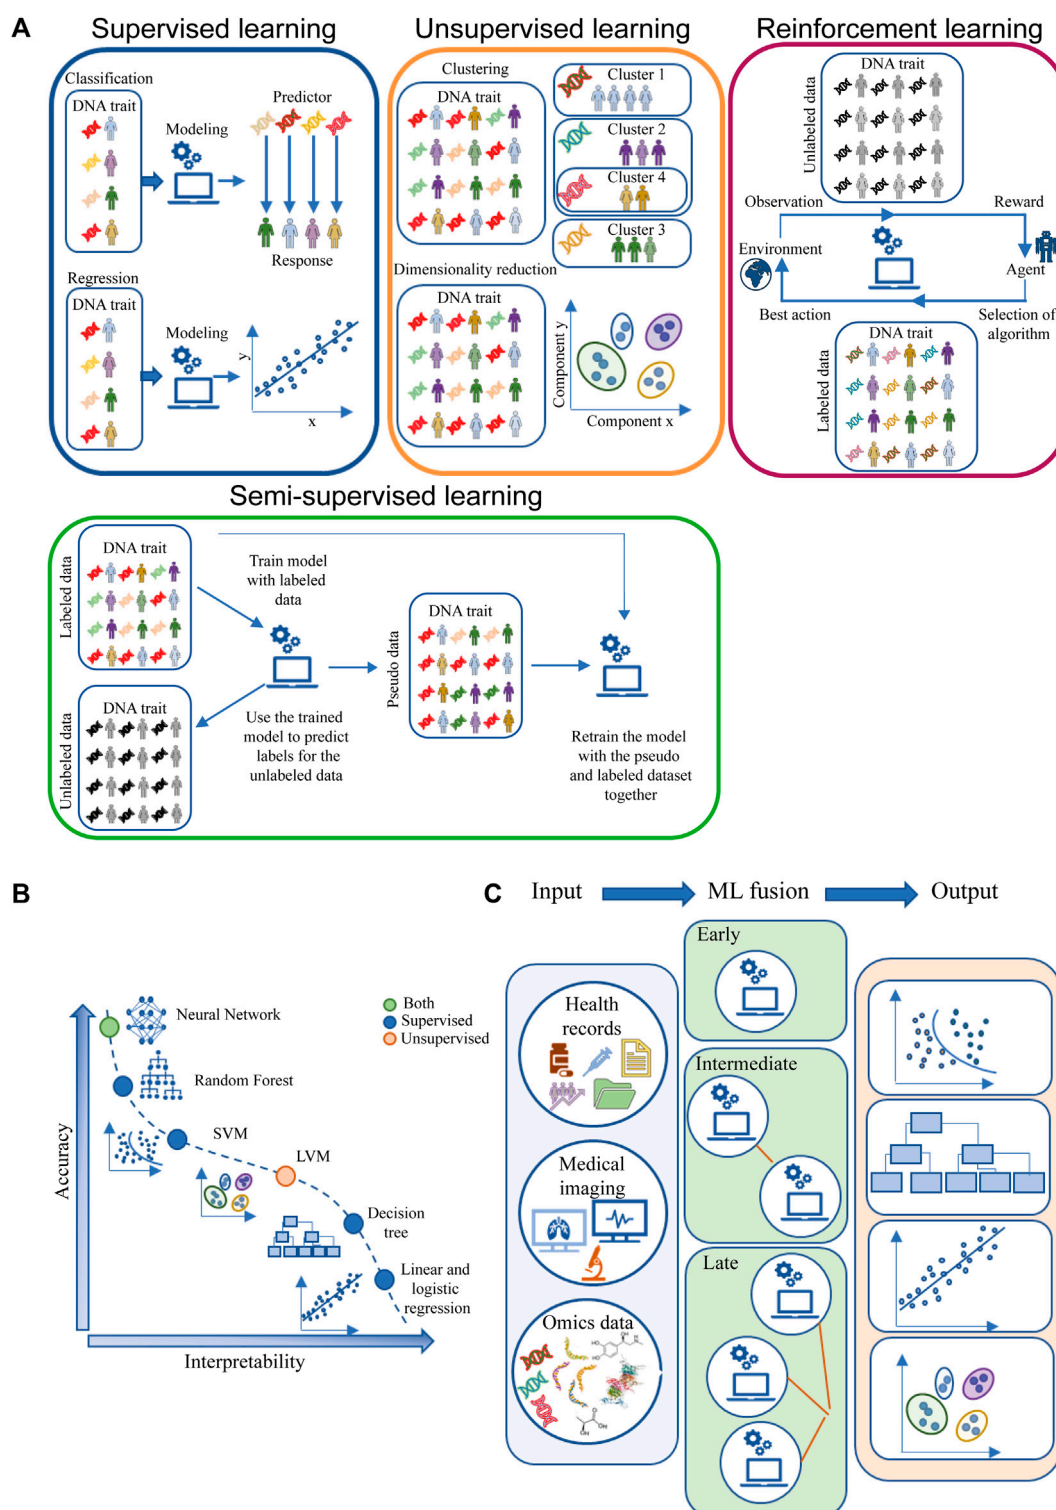 A
Supervised learning
Classification
DNA trait
Modeling
Predictor
Response
Regression
DNA trait
Modeling
y
x
Unsupervised learning
Clustering
DNA trait
Cluster 1
Cluster 2
Cluster 4
Cluster 3
Dimensionality reduction
DNA trait
Component y
Component x
Reinforcement learning
Unlabeled data
DNA trait
Observation
Reward
Environment
Agent
Best action
Selection of
algorithm
Labeled data
DNA trait
Semi-supervised learning
Labeled data
DNA trait
Train model
with labeled
data
Unlabeled data
DNA trait
Use the trained
model to predict
labels for the
unlabeled data
Pseudo data
DNA trait
Retrain the model
with the pseudo
and labeled dataset
together
B
Accuracy
Neural Network
Random Forest
SVM
LVM
Decision
tree
Linear and
logistic
regression
Both
Supervised
Unsupervised
Interpretability
C
Input
ML fusion
Output
Health
records
Medical
imaging
Omics data
Early
Intermediate
Late